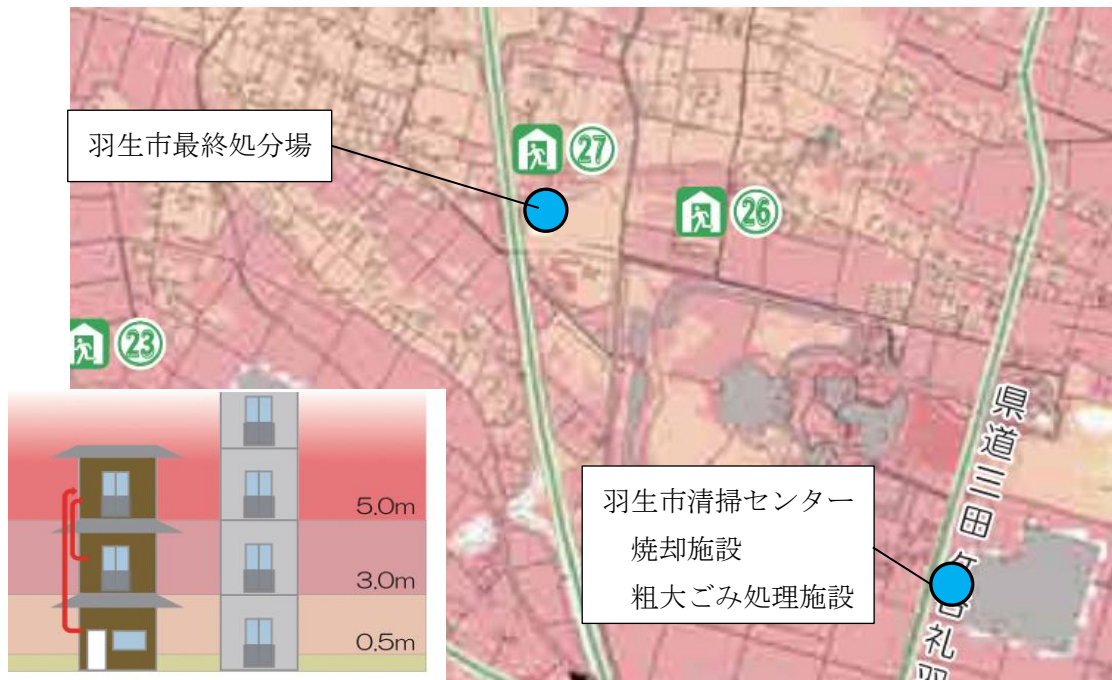 羽生市最終処分場
27
26
23
県道三田ケ谷礼羽
羽生市清掃センター
焼却施設
粗大ごみ処理施設
5.0m
3.0m
0.5m